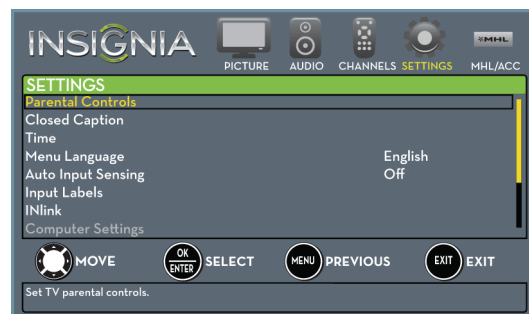 INSIGNIA
PICTURE AUDIO CHANNELS SETTINGS MHL/ACC
MHL
SETTINGS
Parental Controls
Closed Caption
Time
Menu Language English
Auto Input Sensing Off
Input Labels
INlink
Computer Settings
MOVE OK ENTER SELECT MENU PREVIOUS EXIT EXIT
Set TV parental controls.